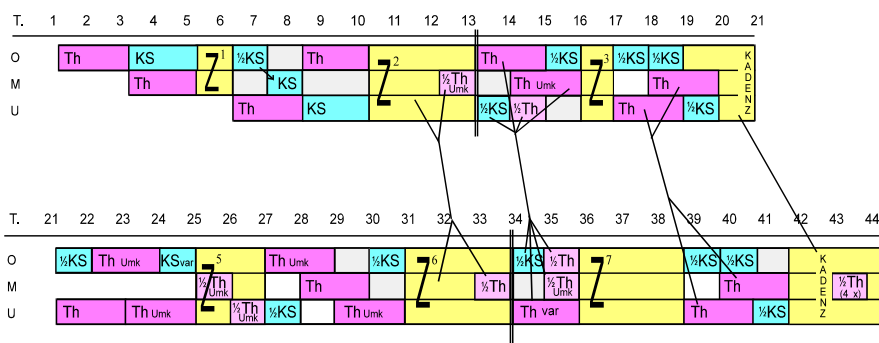 T. 1 2 3 4 5 6 7 8 9 10 11 12 13 14 15 16 17 18 19 20 21
O Th KS Z1 ½KS Th Z2 Th ½KS Z3 ½KS ½KS KADENZ
M Th KS ½Th Umk Th Umk Th
U Th KS ½KS ½Th Th ½KS
T. 21 22 23 24 25 26 27 28 29 30 31 32 33 34 35 36 37 38 39 40 41 42 43 44
O ½KS Th Umk KSvar Z5 Th Umk ½KS Z6 ½KS ½Th Z7 ½KS ½KS KADENZ
M ½Th Umk Th ½Th ½Th Umk Th ½Th (4 x)
U Th Th Umk ½Th Umk ½KS Th Umk Th var Th ½KS